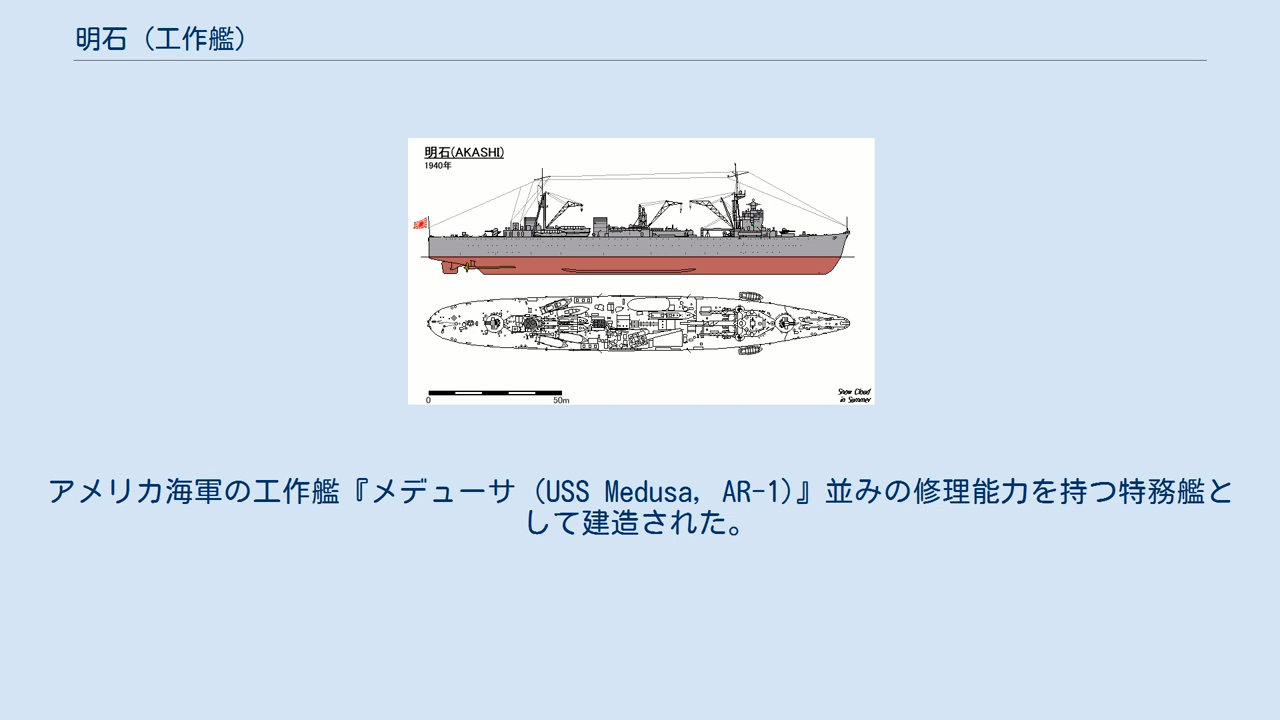 明石（工作艦）
明石(AKASHI)
1940年
0 50m
Snow Cloud
in Summer
アメリカ海軍の工作艦『メデューサ（USS Medusa, AR-1)』並みの修理能力を持つ特務艦と
して建造された。